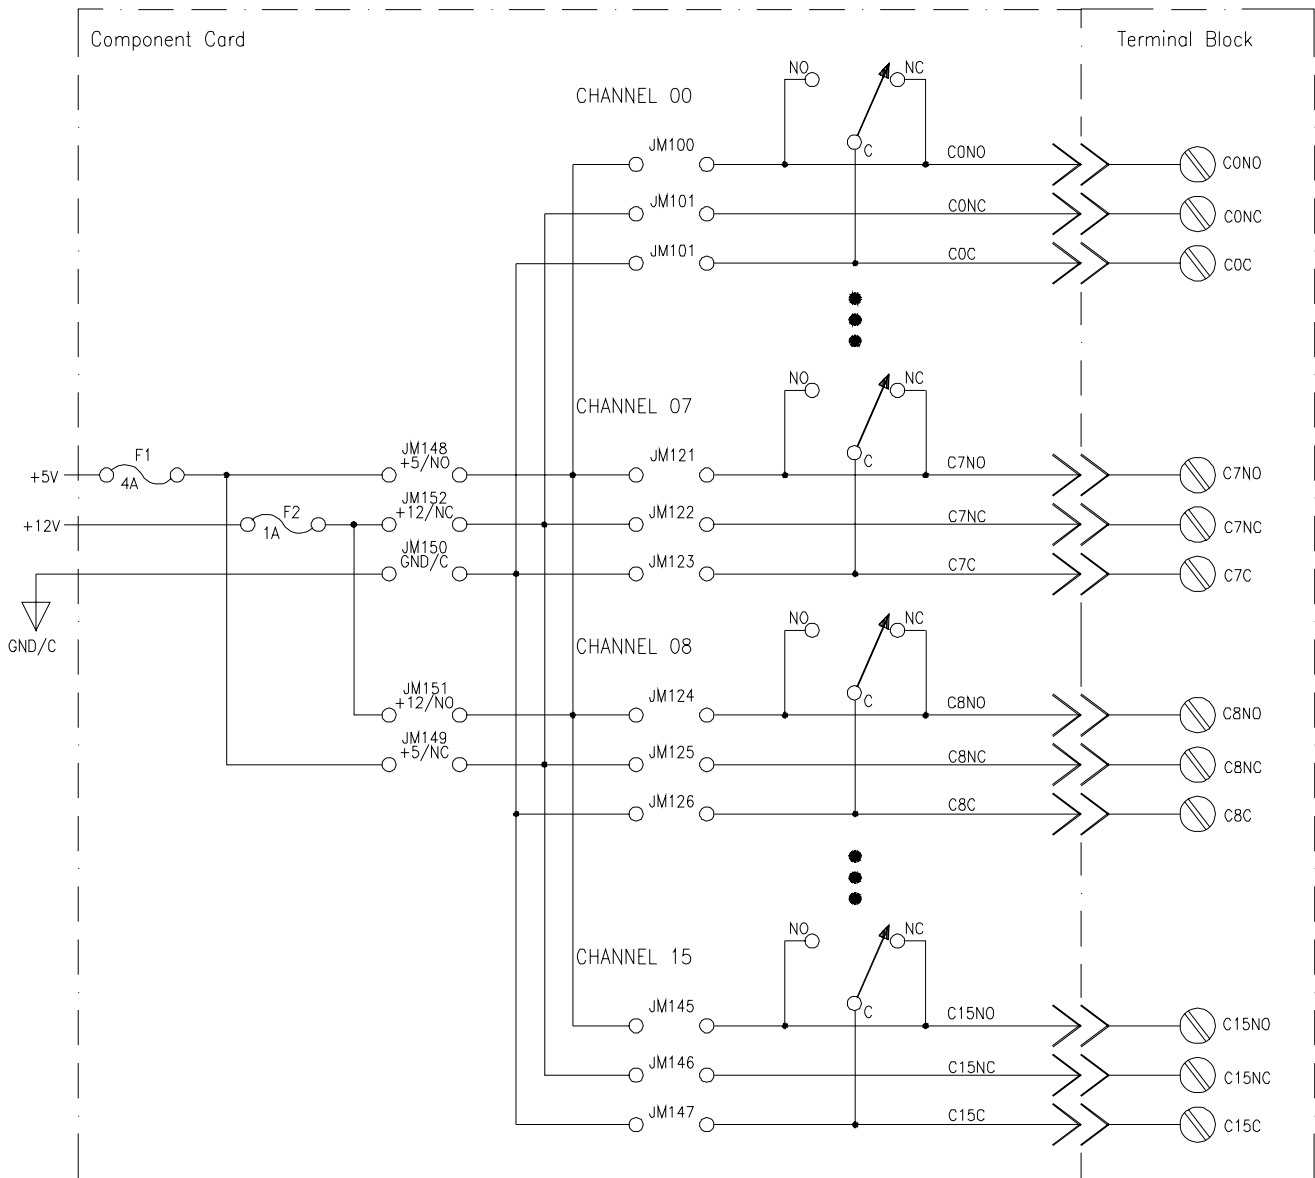 Component Card
Terminal Block
NO
NC
CHANNEL 00
C
JM100
C0NO
C0NO
JM101
C0NC
C0NC
JM101
C0C
C0C
NO
NC
CHANNEL 07
C
+5V
F1
4A
JM148
+5/NO
JM121
C7NO
C7NO
+12V
F2
1A
JM152
+12/NC
JM122
C7NC
C7NC
JM150
GND/C
JM123
C7C
C7C
GND/C
NO
NC
CHANNEL 08
C
JM151
+12/NO
JM124
C8NO
C8NO
JM149
+5/NC
JM125
C8NC
C8NC
JM126
C8C
C8C
NO
NC
CHANNEL 15
C
JM145
C15NO
C15NO
JM146
C15NC
C15NC
JM147
C15C
C15C